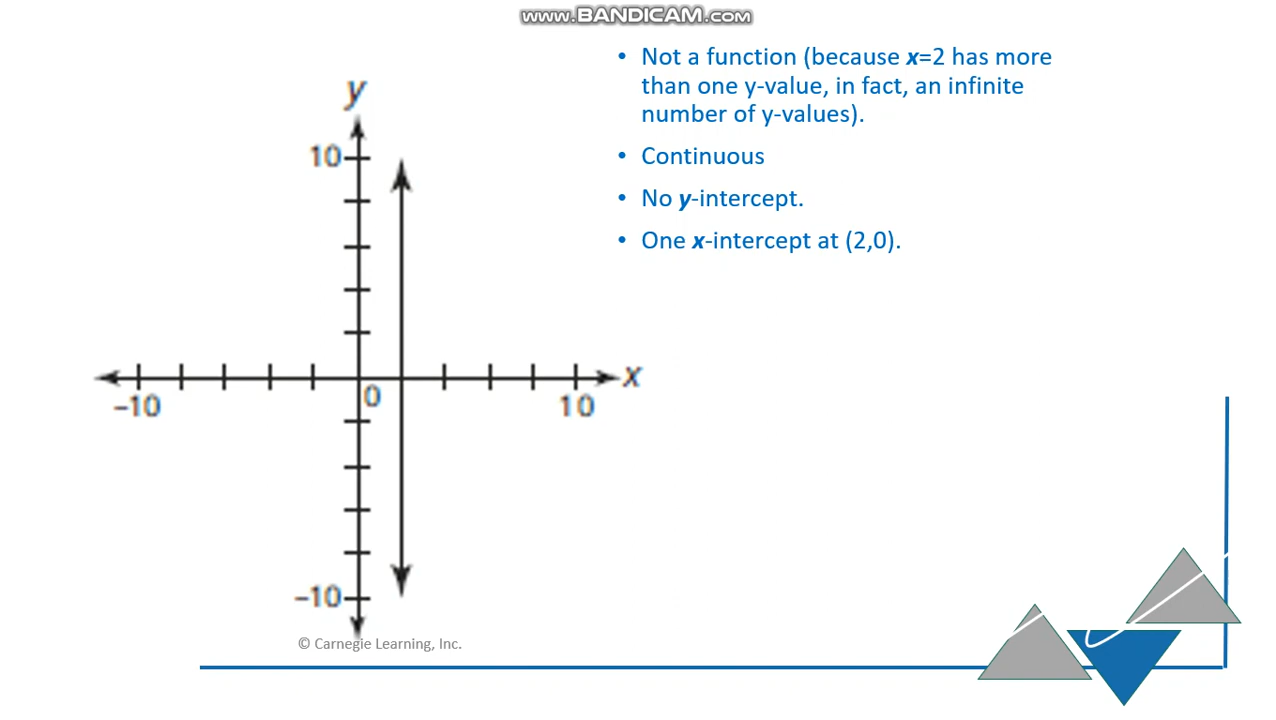 www.BANDICAM.com
• Not a function (because x=2 has more
than one y-value, in fact, an infinite
number of y-values).
• Continuous
• No y-intercept.
• One x-intercept at (2,0).
y
10
x
0
–10
10
–10
© Carnegie Learning, Inc.